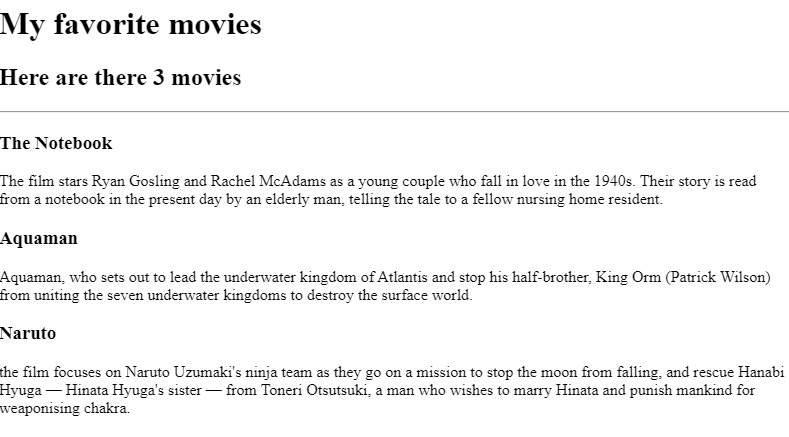 My favorite movies
Here are there 3 movies
The Notebook
The film stars Ryan Gosling and Rachel McAdams as a young couple who fall in love in the 1940s. Their story is read
from a notebook in the present day by an elderly man, telling the tale to a fellow nursing home resident.
Aquaman
Aquaman, who sets out to lead the underwater kingdom of Atlantis and stop his half-brother, King Orm (Patrick Wilson)
from uniting the seven underwater kingdoms to destroy the surface world.
Naruto
the film focuses on Naruto Uzumaki's ninja team as they go on a mission to stop the moon from falling, and rescue Hanabi
Hyuga — Hinata Hyuga's sister — from Toneri Otsutsuki, a man who wishes to marry Hinata and punish mankind for
weaponising chakra.